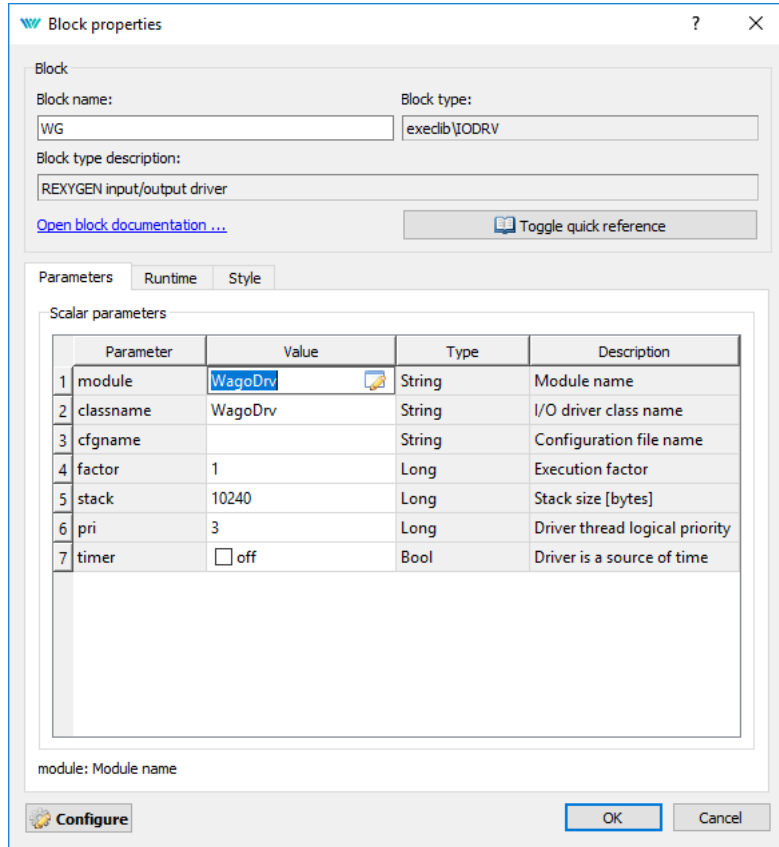 Block properties
Block
Block name: Block type:
WG execlib\IODRV
Block type description:
REXYGEN input/output driver
Open block documentation ... Toggle quick reference
Parameters Runtime Style
Scalar parameters
Parameter Value Type Description
1 module WagoDrv String Module name
2 classname WagoDrv String I/O driver class name
3 cfgname String Configuration file name
4 factor 1 Long Execution factor
5 stack 10240 Long Stack size [bytes]
6 pri 3 Long Driver thread logical priority
7 timer off Bool Driver is a source of time
module: Module name
Configure OK Cancel